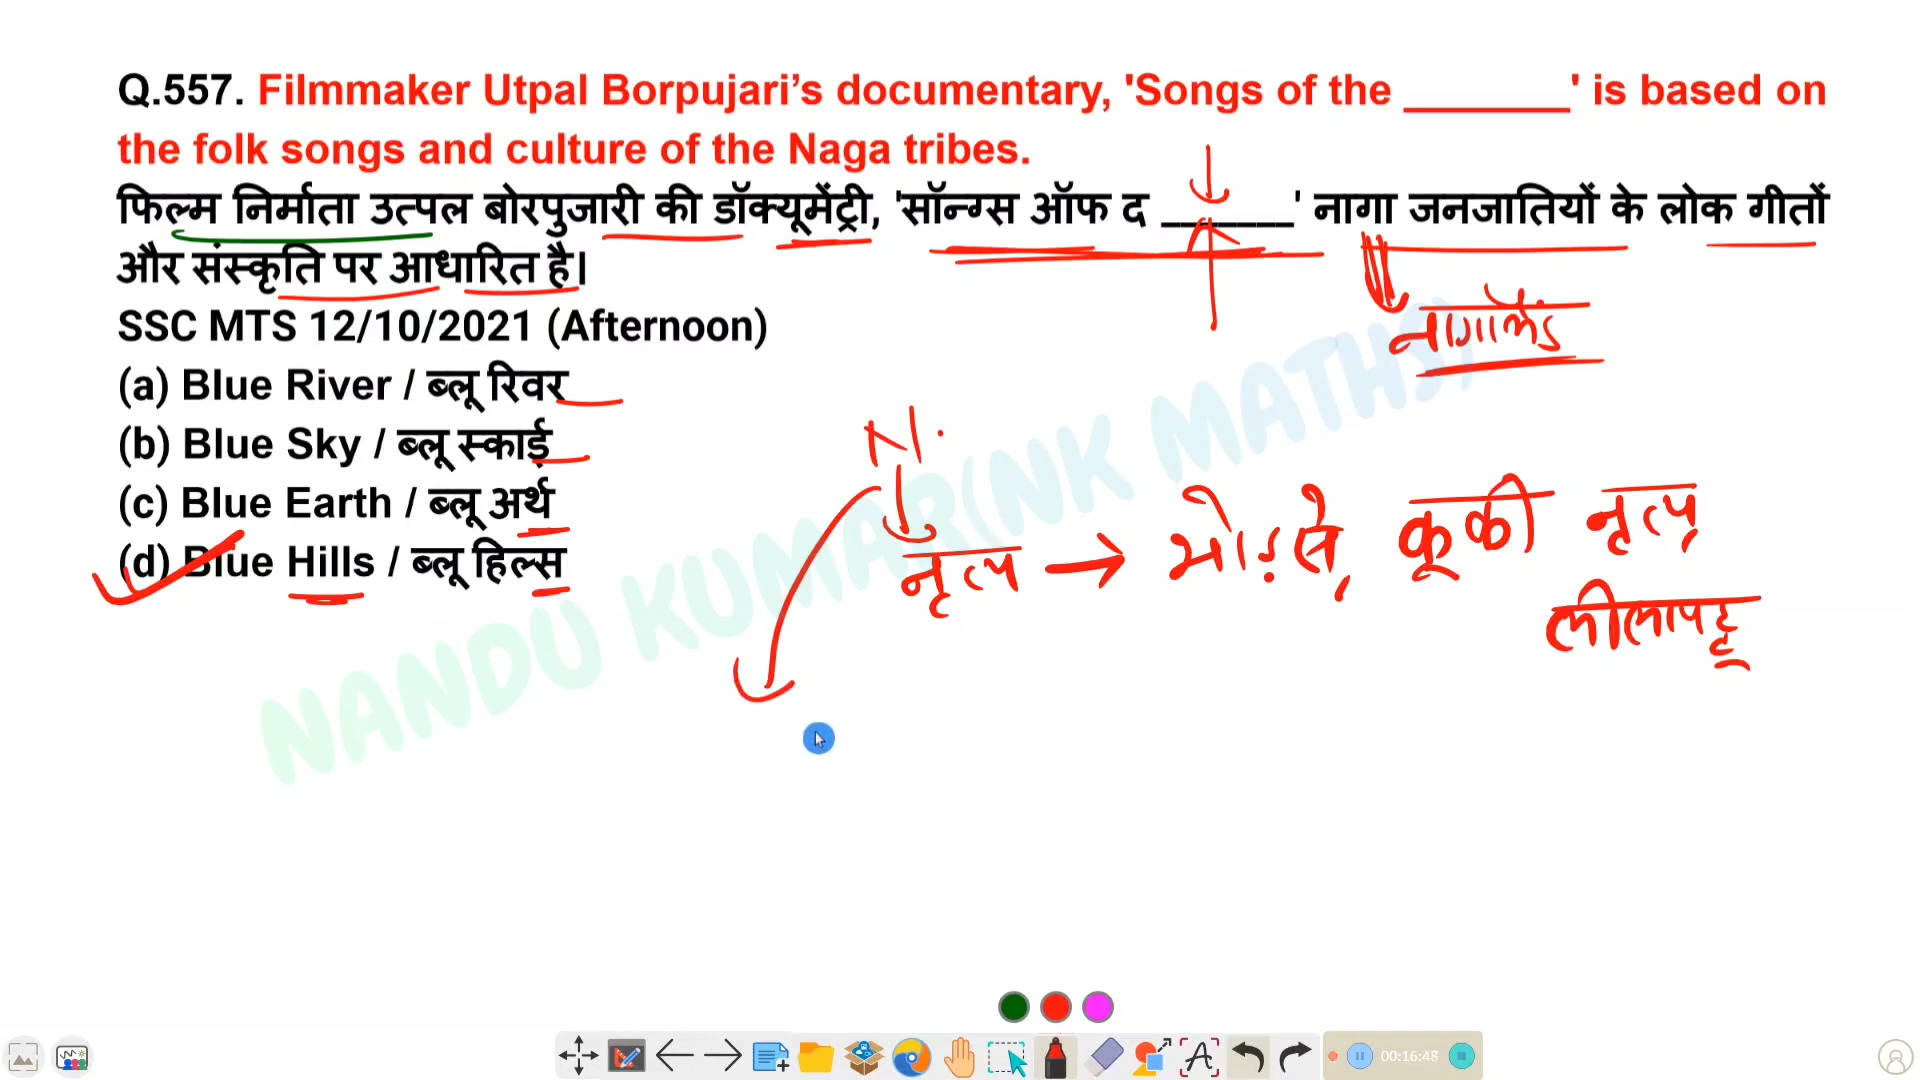 Q.557. Filmmaker Utpal Borpujari’s documentary, 'Songs of the _______' is based on
the folk songs and culture of the Naga tribes.
फिल्म निर्माता उत्पल बोरपुजारी की डॉक्यूमेंट्री, 'सॉन्ग्स ऑफ द ______' नागा जनजातियों के लोक गीतों
और संस्कृति पर आधारित है।
नागालैंड
SSC MTS 12/10/2021 (Afternoon)
(a) Blue River / ब्लू रिवर
(b) Blue Sky / ब्लू स्काई
N.
(c) Blue Earth / ब्लू अर्थ
(d) Blue Hills / ब्लू हिल्स
नृत्य → मोडसे, कूकी नृत्य
NANDU KUMAR(NK MATHS)
00:16:48